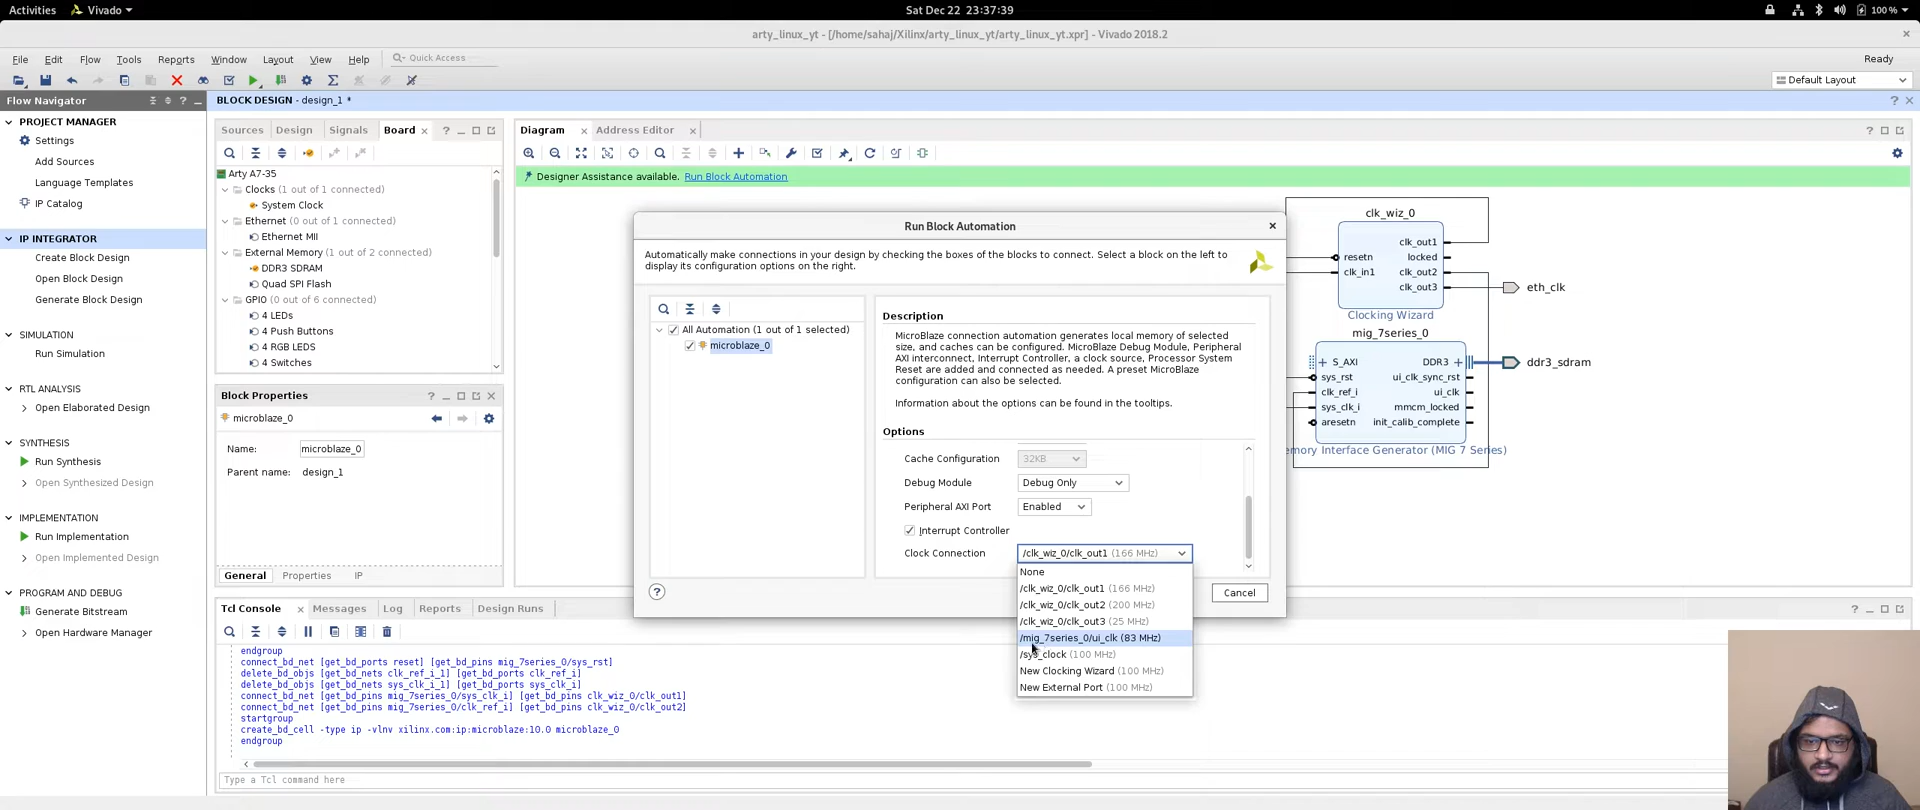 Activities
Vivado
Sat Dec 22 23:37:39
100 %
arty_linux_yt - [/home/sahaj/Xilinx/arty_linux_yt/arty_linux_yt.xpr] - Vivado 2018.2
File Edit Flow Tools Reports Window Layout View Help
Quick Access
Ready
Default Layout
Flow Navigator
PROJECT MANAGER
Settings
Add Sources
Language Templates
IP Catalog
IP INTEGRATOR
Create Block Design
Open Block Design
Generate Block Design
SIMULATION
Run Simulation
RTL ANALYSIS
Open Elaborated Design
SYNTHESIS
Run Synthesis
Open Synthesized Design
IMPLEMENTATION
Run Implementation
Open Implemented Design
PROGRAM AND DEBUG
Generate Bitstream
Open Hardware Manager
BLOCK DESIGN - design_1 *
Sources Design Signals Board
Arty A7-35
Clocks (1 out of 1 connected)
System Clock
Ethernet (0 out of 1 connected)
Ethernet MII
External Memory (1 out of 2 connected)
DDR3 SDRAM
Quad SPI Flash
GPIO (0 out of 6 connected)
4 LEDs
4 Push Buttons
4 RGB LEDS
4 Switches
Block Properties
microblaze_0
Name: microblaze_0
Parent name: design_1
General Properties IP
Diagram Address Editor
Designer Assistance available. Run Block Automation
Run Block Automation
Automatically make connections in your design by checking the boxes of the blocks to connect. Select a block on the left to
display its configuration options on the right.
All Automation (1 out of 1 selected)
microblaze_0
Description
MicroBlaze connection automation generates local memory of selected
size, and caches can be configured. MicroBlaze Debug Module, Peripheral
AXI interconnect, Interrupt Controller, a clock source, Processor System
Reset are added and connected as needed. A preset MicroBlaze
configuration can also be selected.
Information about the options can be found in the tooltips.
Options
Cache Configuration 32KB
Debug Module Debug Only
Peripheral AXI Port Enabled
Interrupt Controller
Clock Connection /clk_wiz_0/clk_out1 (166 MHz)
None
/clk_wiz_0/clk_out1 (166 MHz)
/clk_wiz_0/clk_out2 (200 MHz)
/clk_wiz_0/clk_out3 (25 MHz)
/mig_7series_0/ui_clk (83 MHz)
/sys_clock (100 MHz)
New Clocking Wizard (100 MHz)
New External Port (100 MHz)
Cancel
clk_wiz_0
clk_out1
resetn locked
clk_in1 clk_out2
clk_out3
eth_clk
Clocking Wizard
mig_7series_0
S_AXI DDR3
ddr3_sdram
sys_rst ui_clk_sync_rst
clk_ref_i ui_clk
sys_clk_i mmcm_locked
aresetn init_calib_complete
Interface Generator (MIG 7 Series)
Tcl Console Messages Log Reports Design Runs
endgroup
connect_bd_net [get_bd_ports reset] [get_bd_pins mig_7series_0/sys_rst]
delete_bd_objs [get_bd_nets clk_ref_i_1] [get_bd_ports clk_ref_i]
delete_bd_objs [get_bd_nets sys_clk_i_1] [get_bd_ports sys_clk_i]
connect_bd_net [get_bd_pins mig_7series_0/sys_clk_i] [get_bd_pins clk_wiz_0/clk_out1]
connect_bd_net [get_bd_pins mig_7series_0/clk_ref_i] [get_bd_pins clk_wiz_0/clk_out2]
startgroup
create_bd_cell -type ip -vlnv xilinx.com:ip:microblaze:10.0 microblaze_0
endgroup
Type a Tcl command here